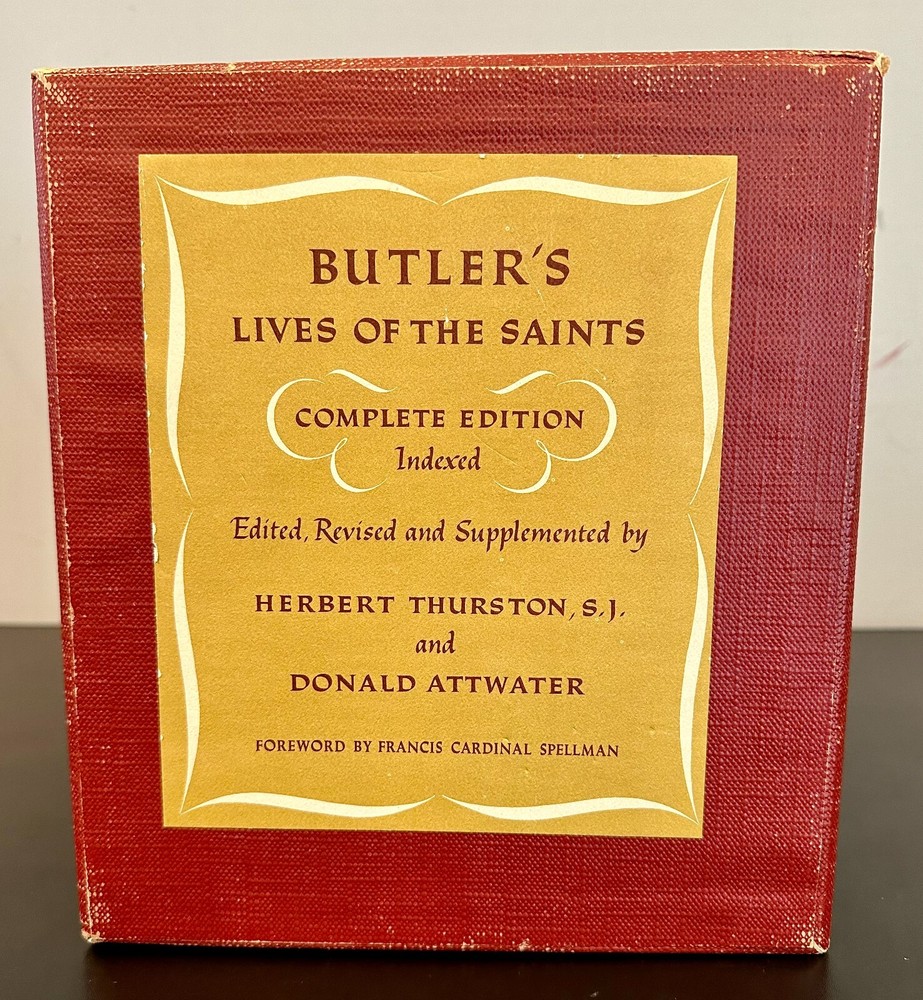 BUTLER'S
LIVES OF THE SAINTS
COMPLETE EDITION
Indexed
Edited, Revised and Supplemented by
HERBERT THURSTON, S.J.
and
DONALD ATTWATER
FOREWORD BY FRANCIS CARDINAL SPELLMAN